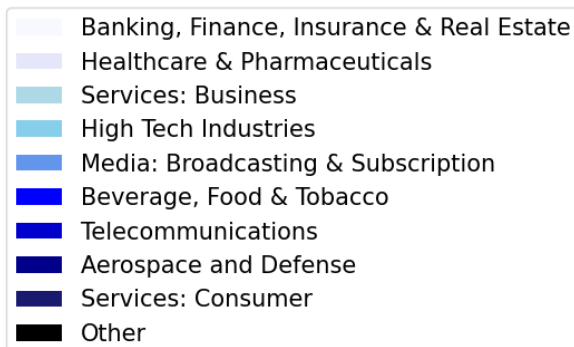 Banking, Finance, Insurance & Real Estate
Healthcare & Pharmaceuticals
Services: Business
High Tech Industries
Media: Broadcasting & Subscription
Beverage, Food & Tobacco
Telecommunications
Aerospace and Defense
Services: Consumer
Other